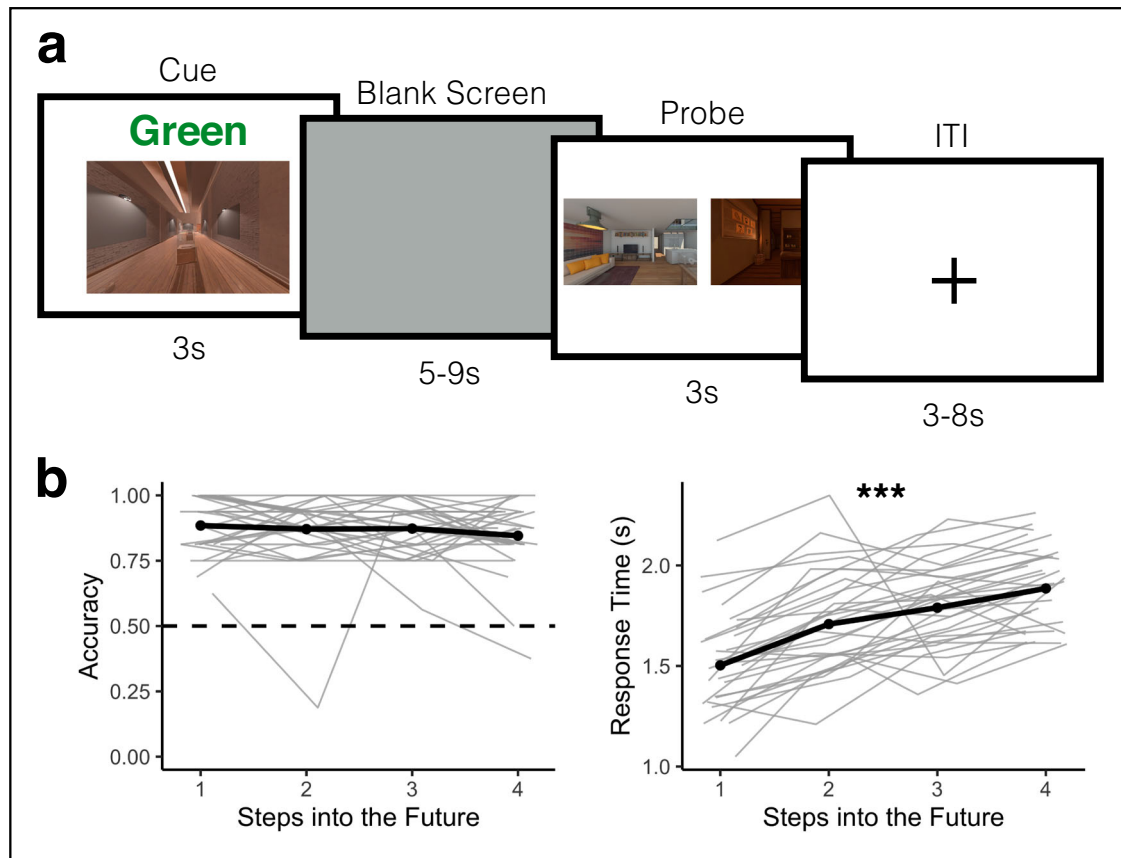 a
Cue
Blank Screen
Probe
ITI
Green
3s
5-9s
3s
3-8s
b
Accuracy
1.00
0.75
0.50
0.25
0.00
1 2 3 4
Steps into the Future
***
Response Time (s)
2.0
1.5
1.0
1 2 3 4
Steps into the Future